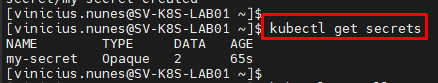 secret/my-secret created
[vinicius.nunes@SV-K8S-LAB01 ~]$
[vinicius.nunes@SV-K8S-LAB01 ~]$ kubectl get secrets
NAME TYPE DATA AGE
my-secret Opaque 2 65s
[vinicius.nunes@SV-K8S-LAB01 ~]$